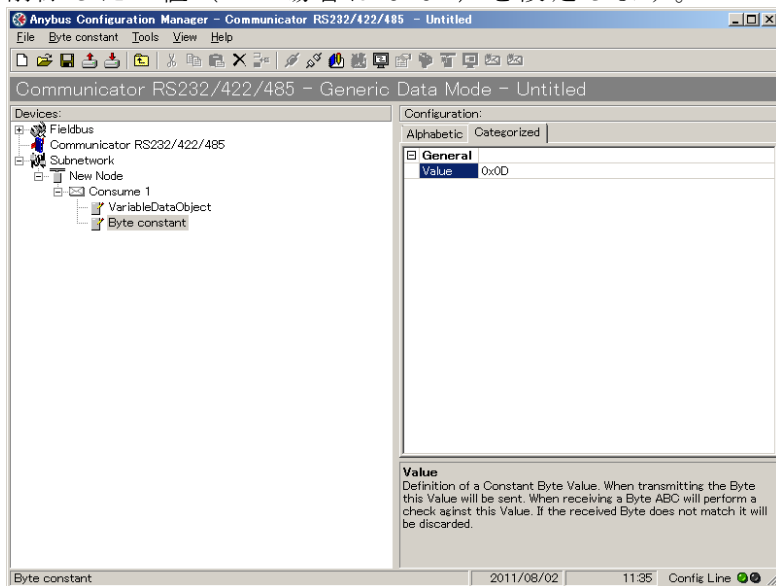 Anybus Configuration Manager - Communicator RS232/422/485 - Untitled
File Byte constant Tools View Help
Communicator RS232/422/485 - Generic Data Mode - Untitled
Devices:
Fieldbus
Communicator RS232/422/485
Subnetwork
New Node
Consume 1
VariableDataObject
Byte constant
Configuration:
Alphabetic Categorized
General
Value 0x0D
Value
Definition of a Constant Byte Value. When transmitting the Byte
this Value will be sent. When receiving a Byte ABC will perform a
check aginst this Value. If the received Byte does not match it will
be discarded.
Byte constant 2011/08/02 11:35 Config Line